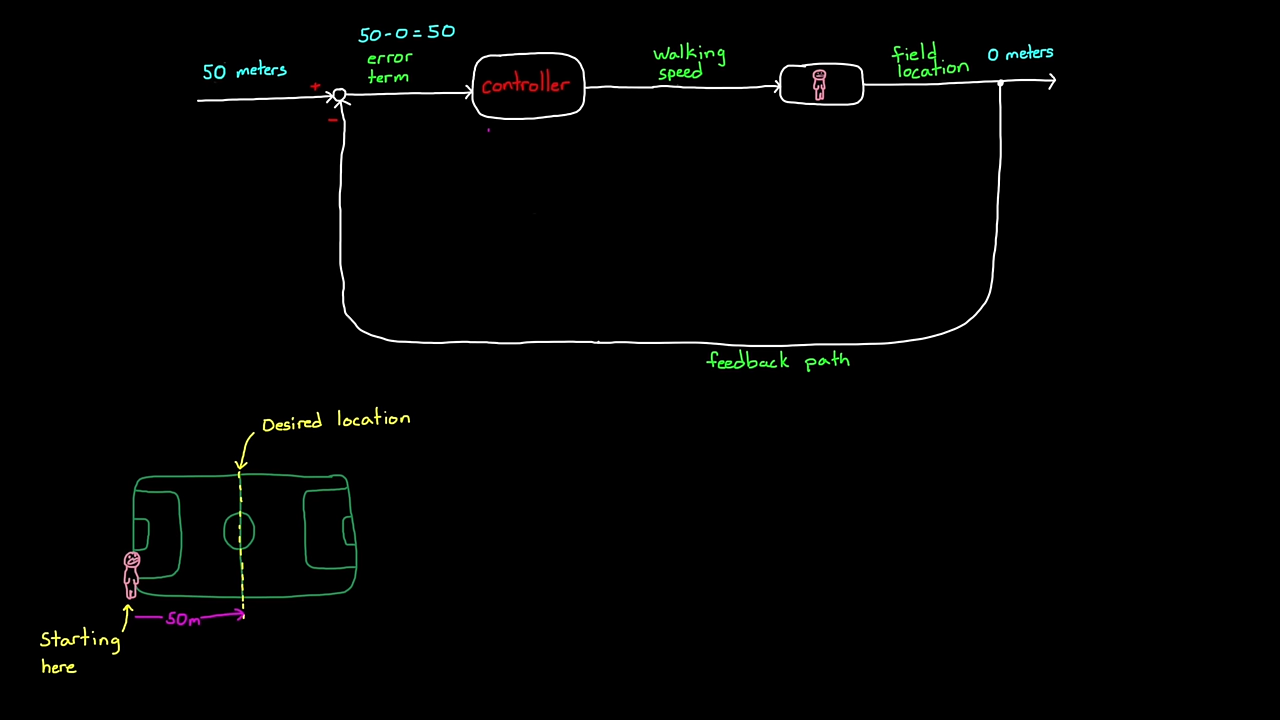 50 meters
+
-
50-0=50
error
term
controller
walking
speed
field
location
0 meters
feedback path
Desired location
50m
Starting
here